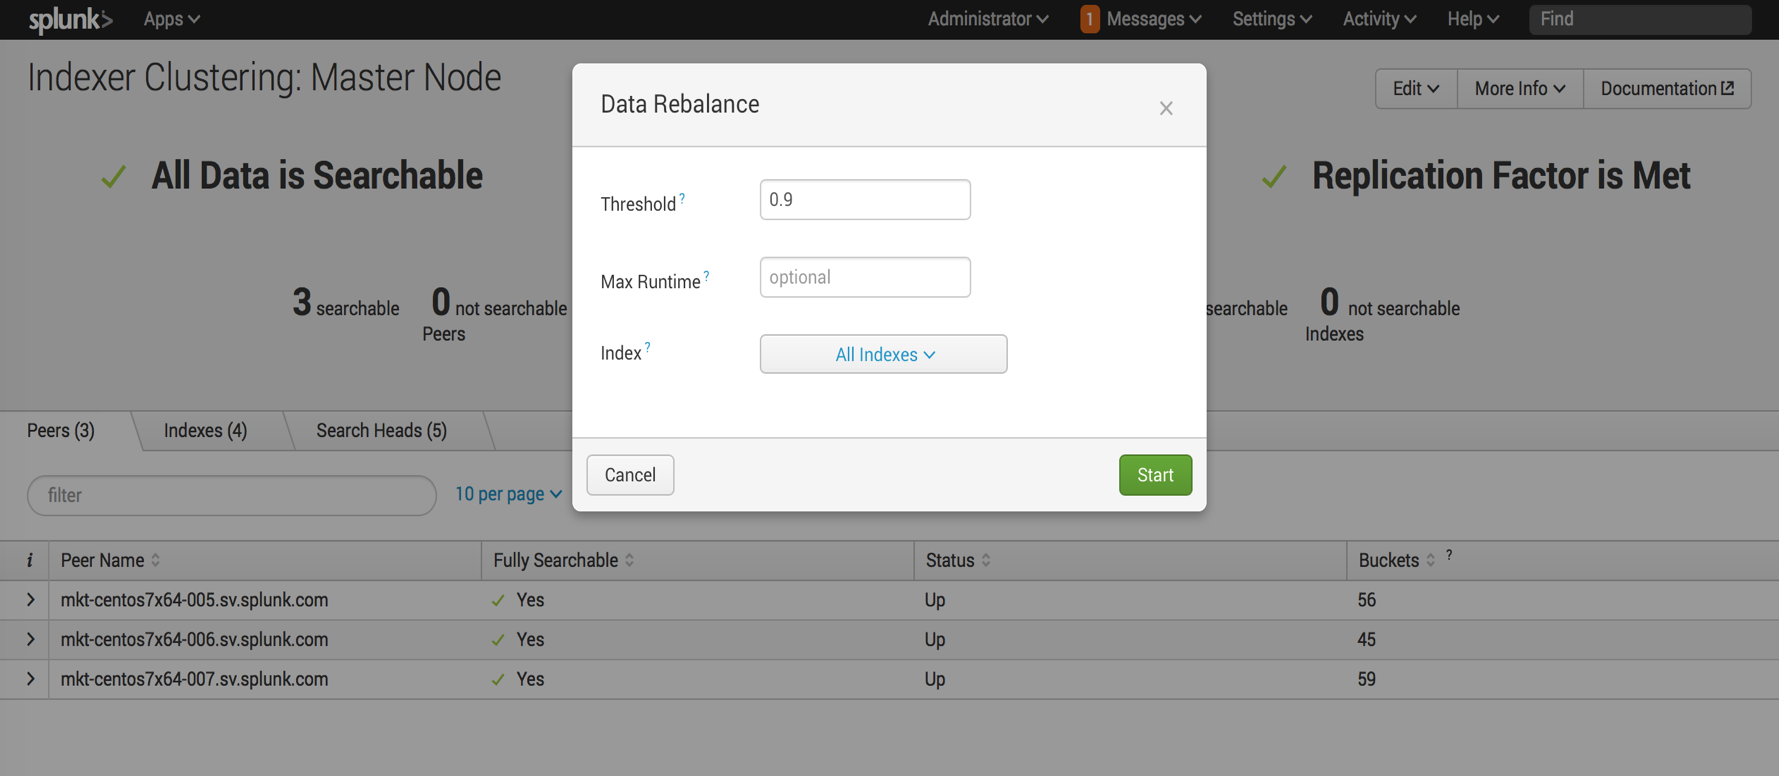 splunk> Apps Administrator 1 Messages Settings Activity Help Find
Indexer Clustering: Master Node
Edit More Info Documentation
Data Rebalance
All Data is Searchable
Replication Factor is Met
Threshold ? 0.9
Max Runtime ? optional
Index ? All Indexes
3 searchable 0 not searchable
Peers
searchable 0 not searchable
Indexes
Peers (3) Indexes (4) Search Heads (5)
Cancel Start
filter 10 per page
i Peer Name Fully Searchable Status Buckets ?
mkt-centos7x64-005.sv.splunk.com Yes Up 56
mkt-centos7x64-006.sv.splunk.com Yes Up 45
mkt-centos7x64-007.sv.splunk.com Yes Up 59